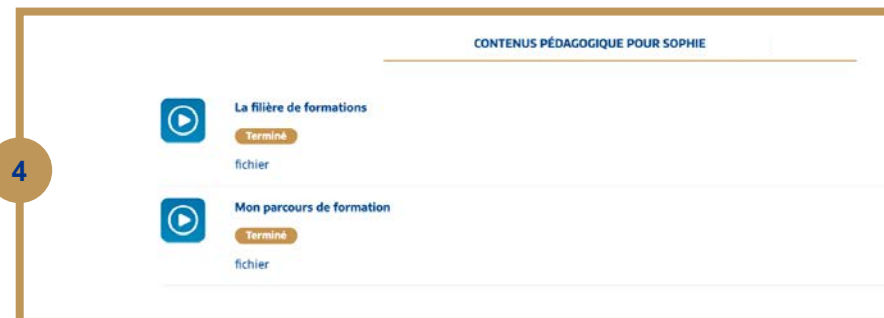 CONTENUS PÉDAGOGIQUE POUR SOPHIE
La filière de formations
Terminé
fichier
4
Mon parcours de formation
Terminé
fichier